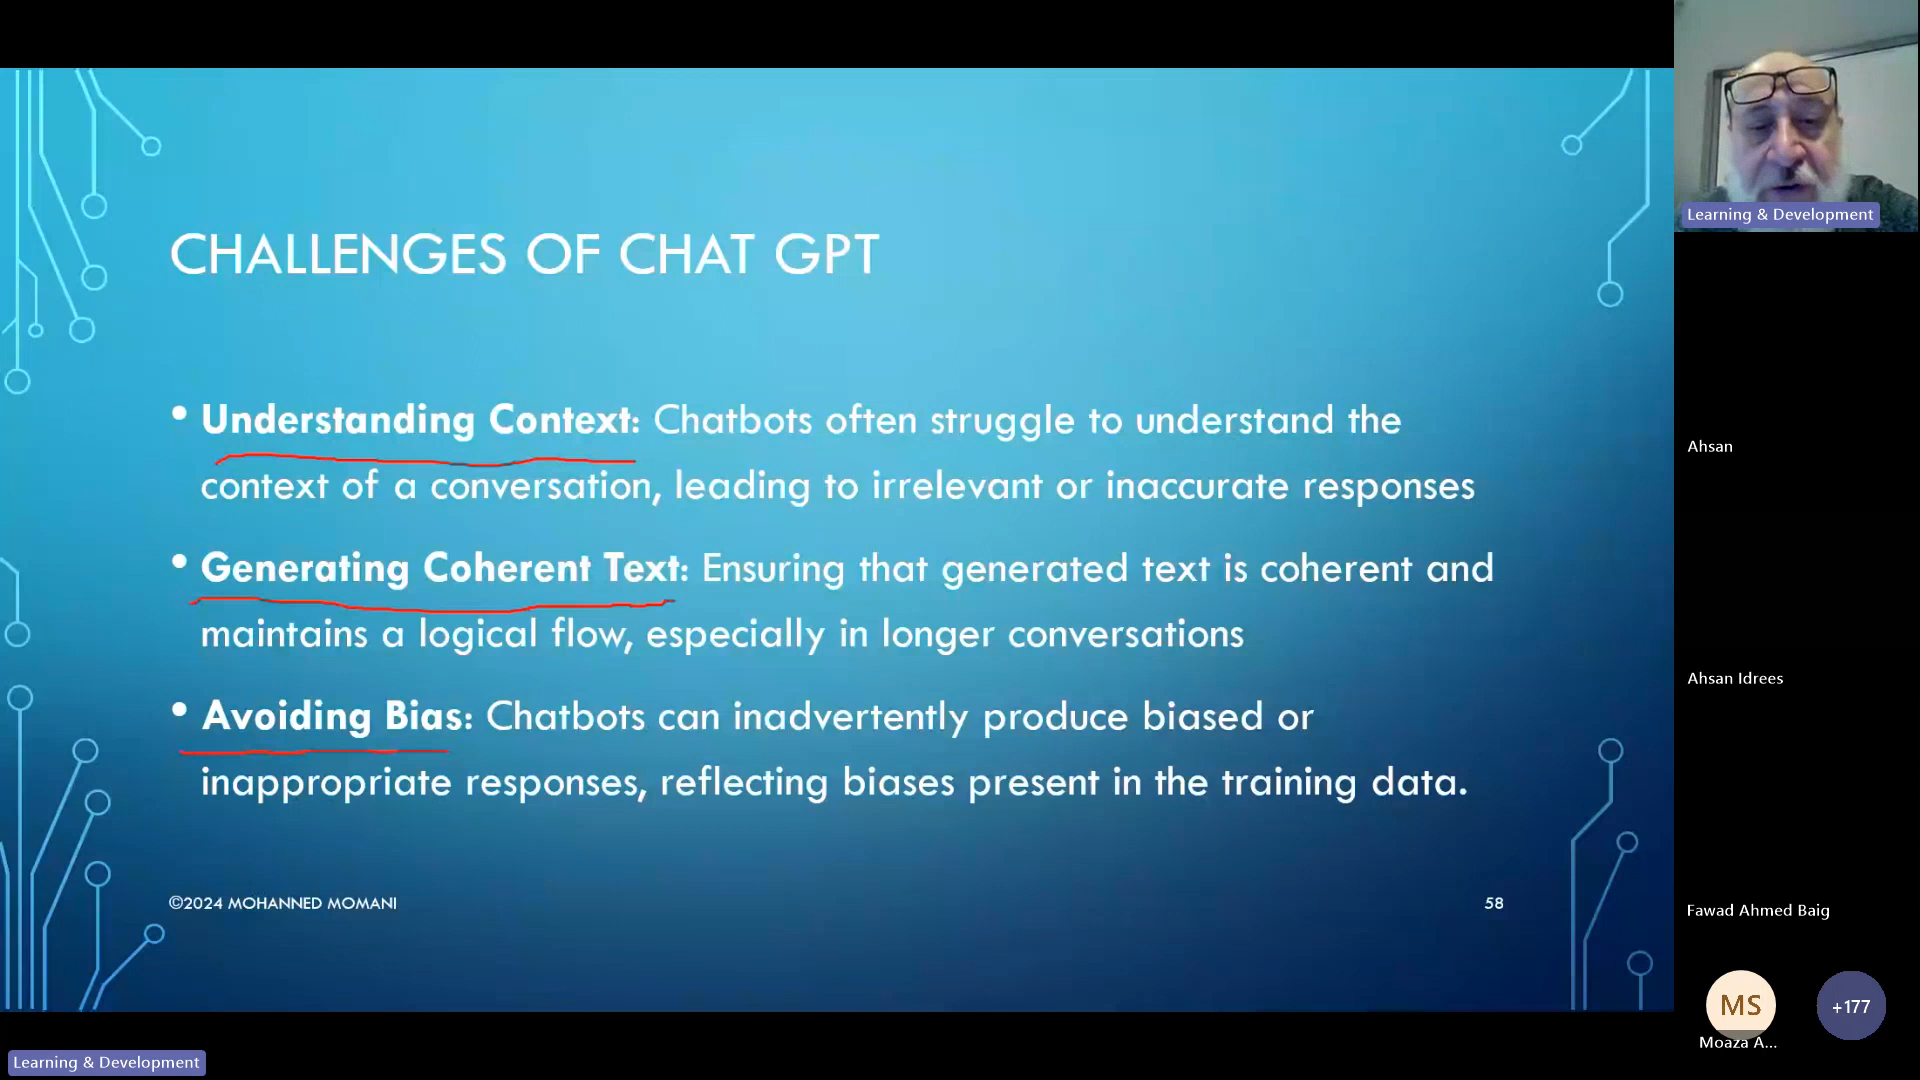 CHALLENGES OF CHAT GPT
• Understanding Context: Chatbots often struggle to understand the
context of a conversation, leading to irrelevant or inaccurate responses
• Generating Coherent Text: Ensuring that generated text is coherent and
maintains a logical flow, especially in longer conversations
• Avoiding Bias: Chatbots can inadvertently produce biased or
inappropriate responses, reflecting biases present in the training data.
©2024 MOHANNED MOMANI
58
Learning & Development
Learning & Development
Ahsan
Ahsan Idrees
Fawad Ahmed Baig
MS
+177
Moaza A...